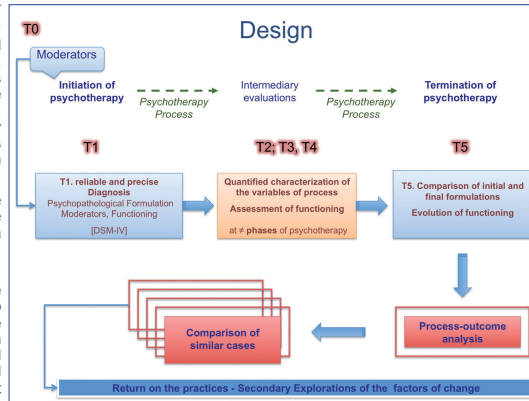 T0
Design
Moderators
Initiation of
psychotherapy
Psychotherapy
Process
Intermediary
evaluations
Psychotherapy
Process
Termination of
psychotherapy
T1
T2; T3, T4
T5
T1. reliable and precise
Diagnosis
Psychopathological Formulation
Moderators, Functioning
[DSM-IV]
Quantified characterization of
the variables of process
Assessment of functioning
at ≠ phases of psychotherapy
T5. Comparison of initial and
final formulations
Evolution of functioning
Comparison of
similar cases
Process-outcome
analysis
Return on the practices - Secondary Explorations of the factors of change